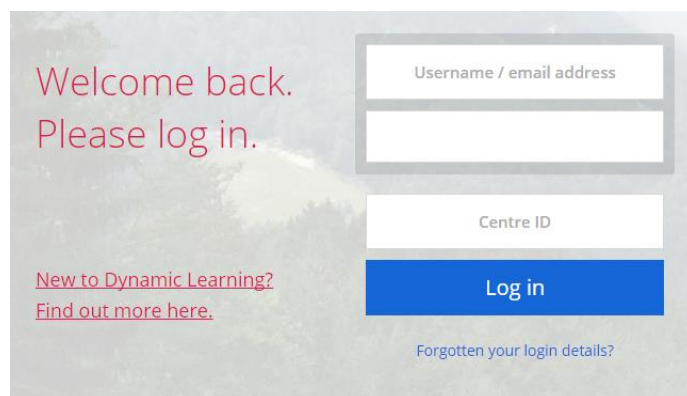 Welcome back.
Please log in.
Username / email address
Centre ID
New to Dynamic Learning?
Find out more here.
Log in
Forgotten your login details?